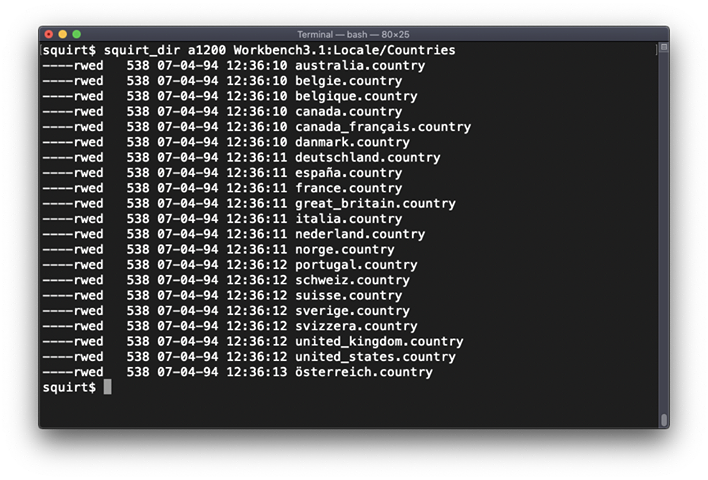 Terminal — bash — 80×25
squirt$ squirt_dir a1200 Workbench3.1:Locale/Countries
----rwed   538 07-04-94 12:36:10 australia.country
----rwed   538 07-04-94 12:36:10 belgie.country
----rwed   538 07-04-94 12:36:10 belgique.country
----rwed   538 07-04-94 12:36:10 canada.country
----rwed   538 07-04-94 12:36:10 canada_français.country
----rwed   538 07-04-94 12:36:10 danmark.country
----rwed   538 07-04-94 12:36:11 deutschland.country
----rwed   538 07-04-94 12:36:11 españa.country
----rwed   538 07-04-94 12:36:11 france.country
----rwed   538 07-04-94 12:36:11 great_britain.country
----rwed   538 07-04-94 12:36:11 italia.country
----rwed   538 07-04-94 12:36:11 nederland.country
----rwed   538 07-04-94 12:36:11 norge.country
----rwed   538 07-04-94 12:36:12 portugal.country
----rwed   538 07-04-94 12:36:12 schweiz.country
----rwed   538 07-04-94 12:36:12 suisse.country
----rwed   538 07-04-94 12:36:12 sverige.country
----rwed   538 07-04-94 12:36:12 svizzera.country
----rwed   538 07-04-94 12:36:12 united_kingdom.country
----rwed   538 07-04-94 12:36:12 united_states.country
----rwed   538 07-04-94 12:36:13 österreich.country
squirt$